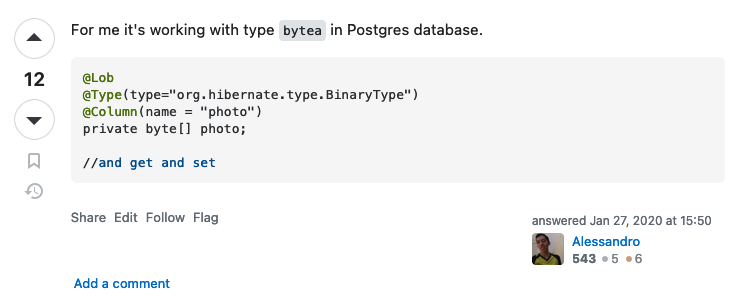 For me it's working with type bytea in Postgres database.
12
@Lob
@Type(type="org.hibernate.type.BinaryType")
@Column(name = "photo")
private byte[] photo;
//and get and set
Share Edit Follow Flag
answered Jan 27, 2020 at 15:50
Alessandro
543 5 6
Add a comment